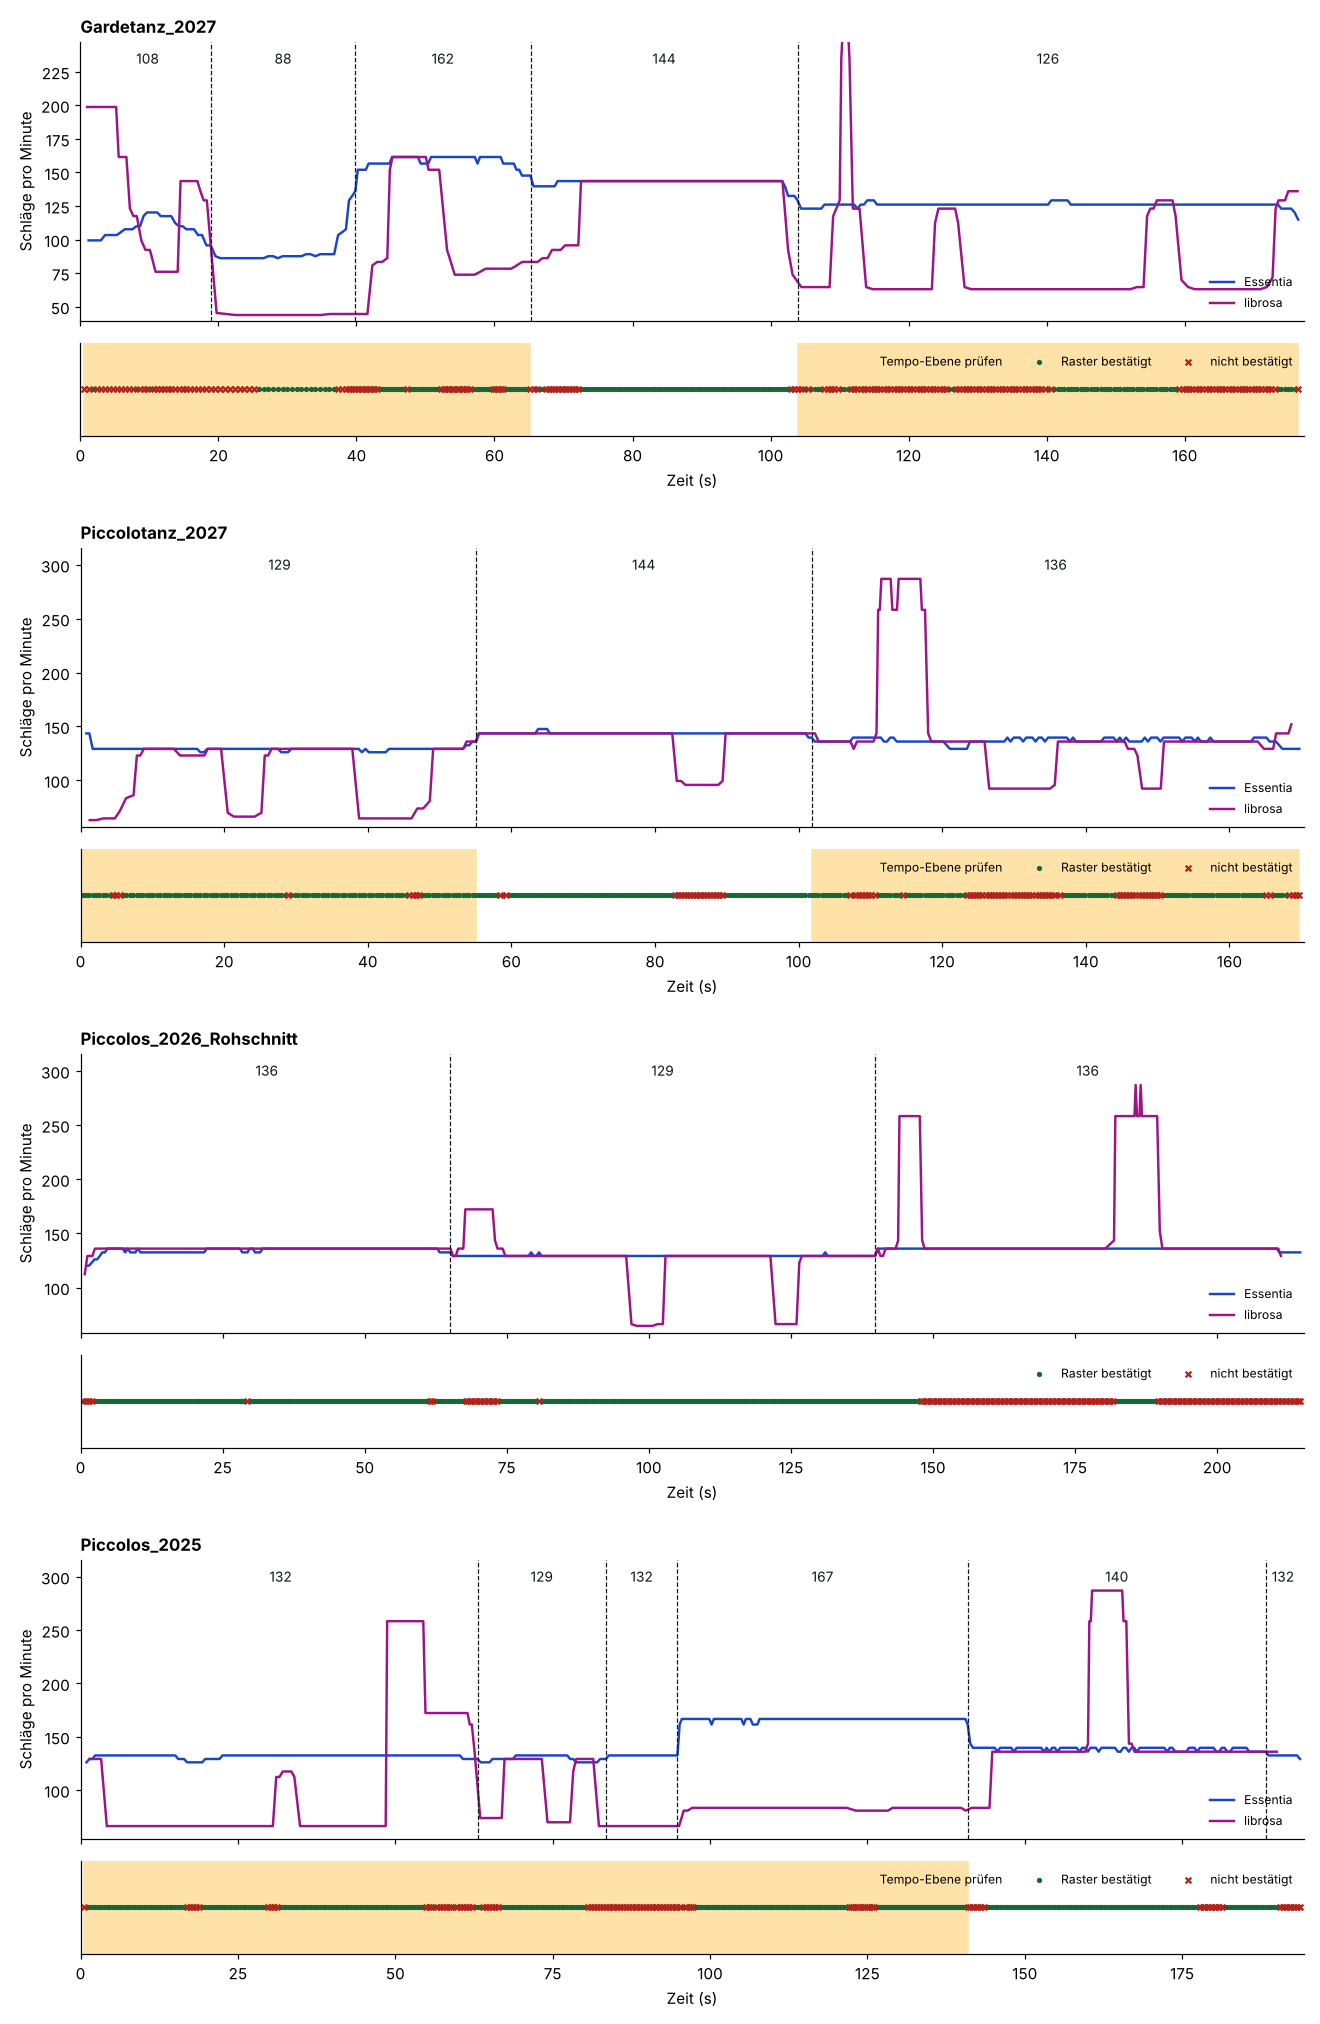 Gardetanz_2027
108 88 162 144 126
225
200
175
150
125
100
75
50
Schläge pro Minute
Essentia
librosa
Tempo-Ebene prüfen Raster bestätigt nicht bestätigt
0 20 40 60 80 100 120 140 160
Zeit (s)
Piccolotanz_2027
129 144 136
300
250
200
150
100
Schläge pro Minute
Essentia
librosa
Tempo-Ebene prüfen Raster bestätigt nicht bestätigt
0 20 40 60 80 100 120 140 160
Zeit (s)
Piccolos_2026_Rohschnitt
136 129 136
300
250
200
150
100
Schläge pro Minute
Essentia
librosa
Raster bestätigt nicht bestätigt
0 25 50 75 100 125 150 175 200
Zeit (s)
Piccolos_2025
132 129 132 167 140 132
300
250
200
150
100
Schläge pro Minute
Essentia
librosa
Tempo-Ebene prüfen Raster bestätigt nicht bestätigt
0 25 50 75 100 125 150 175
Zeit (s)